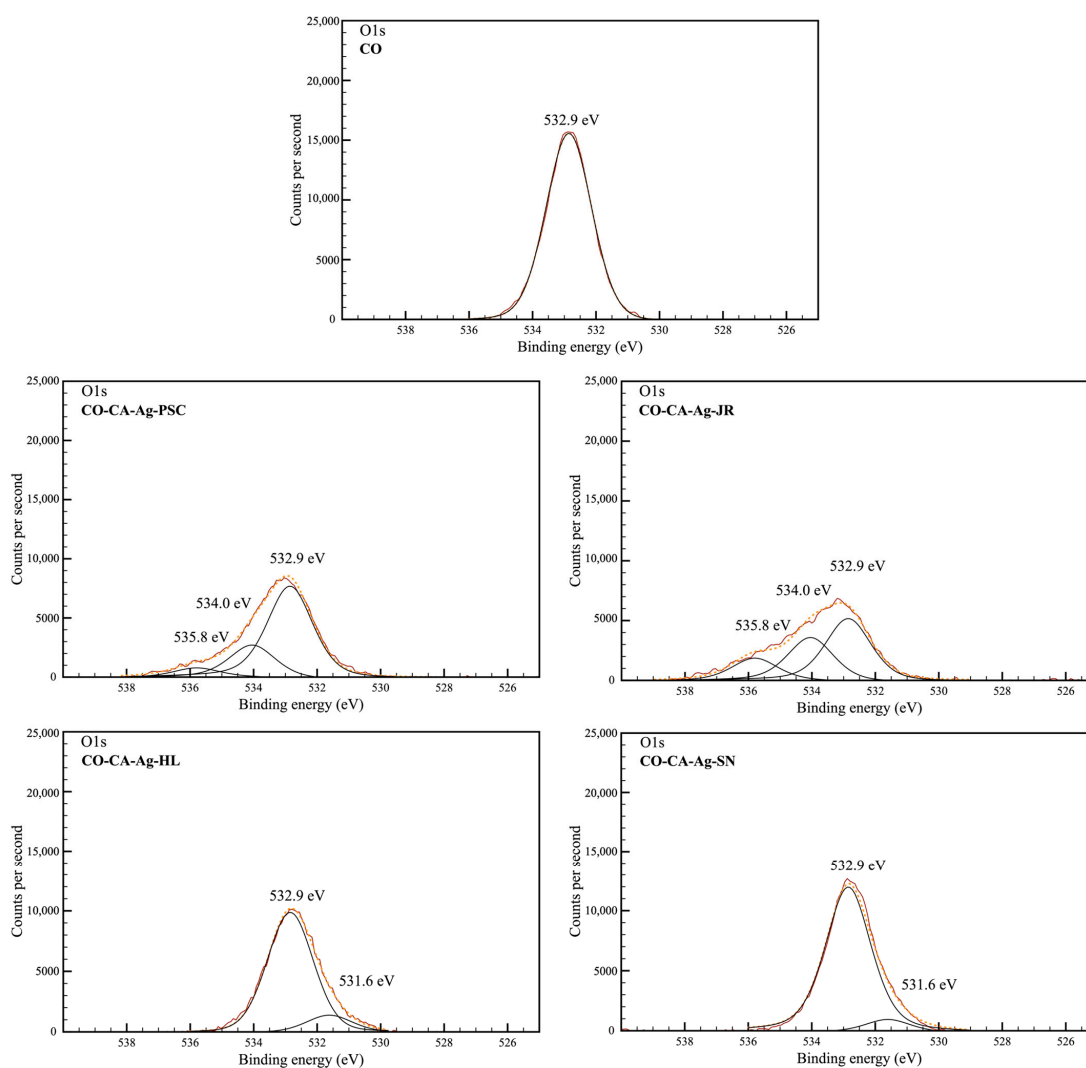 O1s
CO
532.9 eV
25,000
20,000
15,000
10,000
5000
0
Counts per second
538
536
534
532
530
528
526
Binding energy (eV)
O1s
CO-CA-Ag-PSC
532.9 eV
534.0 eV
535.8 eV
25,000
20,000
15,000
10,000
5000
0
Counts per second
538
536
534
532
530
528
526
Binding energy (eV)
O1s
CO-CA-Ag-JR
532.9 eV
534.0 eV
535.8 eV
25,000
20,000
15,000
10,000
5000
0
Counts per second
538
536
534
532
530
528
526
Binding energy (eV)
O1s
CO-CA-Ag-HL
532.9 eV
531.6 eV
25,000
20,000
15,000
10,000
5000
0
Counts per second
538
536
534
532
530
528
526
Binding energy (eV)
O1s
CO-CA-Ag-SN
532.9 eV
531.6 eV
25,000
20,000
15,000
10,000
5000
0
Counts per second
538
536
534
532
530
528
526
Binding energy (eV)